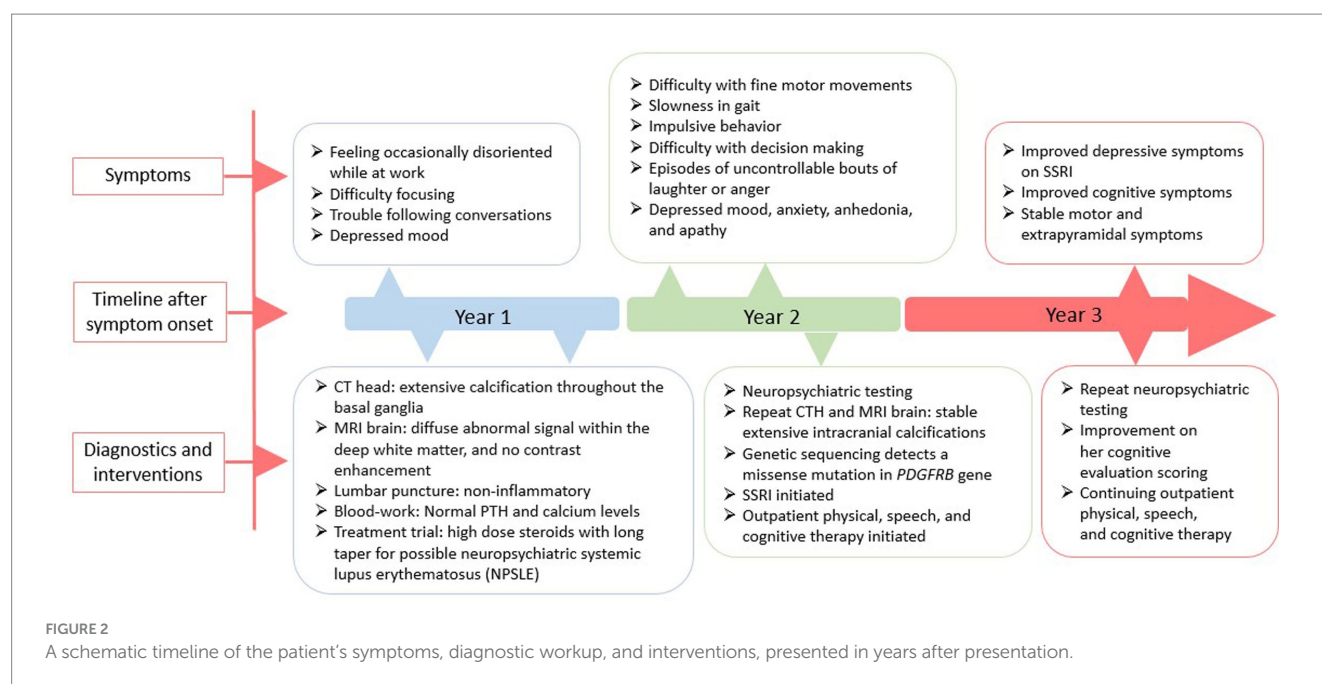 Symptoms
➤ Feeling occasionally disoriented
while at work
➤ Difficulty focusing
➤ Trouble following conversations
➤ Depressed mood
➤ Difficulty with fine motor movements
➤ Slowness in gait
➤ Impulsive behavior
➤ Difficulty with decision making
➤ Episodes of uncontrollable bouts of
laughter or anger
➤ Depressed mood, anxiety, anhedonia,
and apathy
➤ Improved depressive symptoms
on SSRI
➤ Improved cognitive symptoms
➤ Stable motor and
extrapyramidal symptoms
Timeline after
symptom onset
Year 1
Year 2
Year 3
Diagnostics and
interventions
➤ CT head: extensive calcification throughout the
basal ganglia
➤ MRI brain: diffuse abnormal signal within the
deep white matter, and no contrast
enhancement
➤ Lumbar puncture: non-inflammatory
➤ Blood-work: Normal PTH and calcium levels
➤ Treatment trial: high dose steroids with long
taper for possible neuropsychiatric systemic
lupus erythematosus (NPSLE)
➤ Neuropsychiatric testing
➤ Repeat CTH and MRI brain: stable
extensive intracranial calcifications
➤ Genetic sequencing detects a
missense mutation in PDGFRB gene
➤ SSRI initiated
➤ Outpatient physical, speech, and
cognitive therapy initiated
➤ Repeat neuropsychiatric
testing
➤ Improvement on
her cognitive
evaluation scoring
➤ Continuing outpatient
physical, speech,
and cognitive therapy
FIGURE 2
A schematic timeline of the patient's symptoms, diagnostic workup, and interventions, presented in years after presentation.